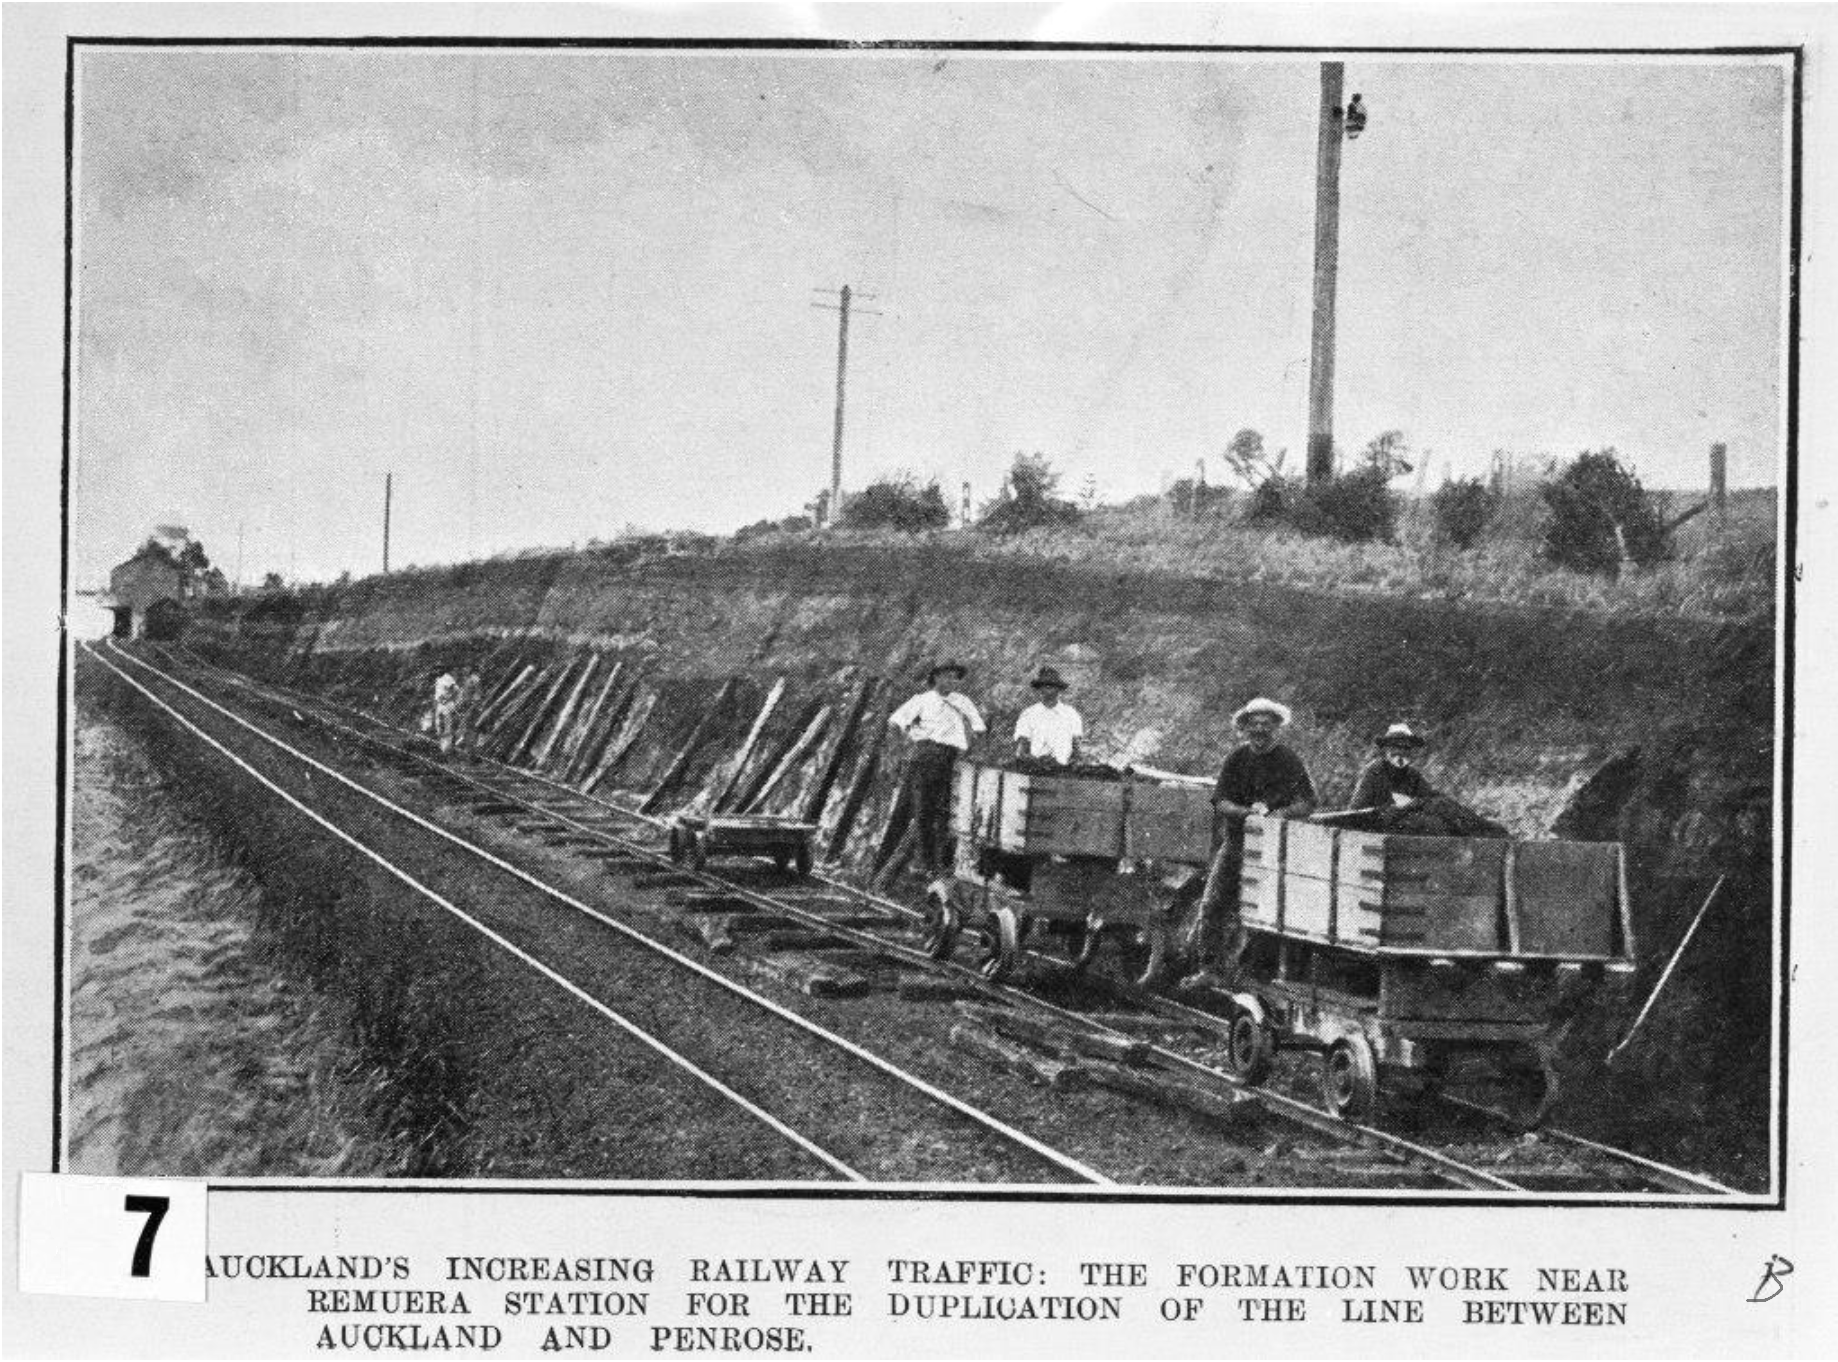 7
AUCKLAND'S INCREASING RAILWAY TRAFFIC: THE FORMATION WORK NEAR
REMUERA STATION FOR THE DUPLICATION OF THE LINE BETWEEN
AUCKLAND AND PENROSE.
B